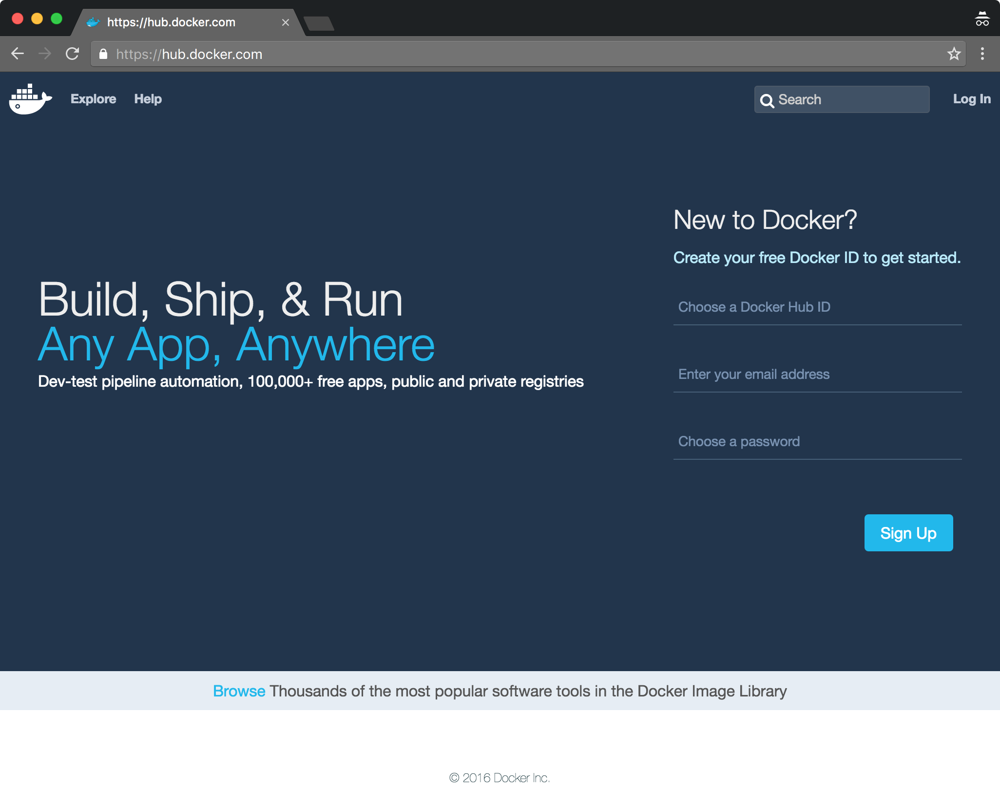 https://hub.docker.com
https://hub.docker.com
Explore Help Search Log In
New to Docker?
Create your free Docker ID to get started.
Build, Ship, & Run
Any App, Anywhere
Dev-test pipeline automation, 100,000+ free apps, public and private registries
Choose a Docker Hub ID
Enter your email address
Choose a password
Sign Up
Browse Thousands of the most popular software tools in the Docker Image Library
© 2016 Docker Inc.